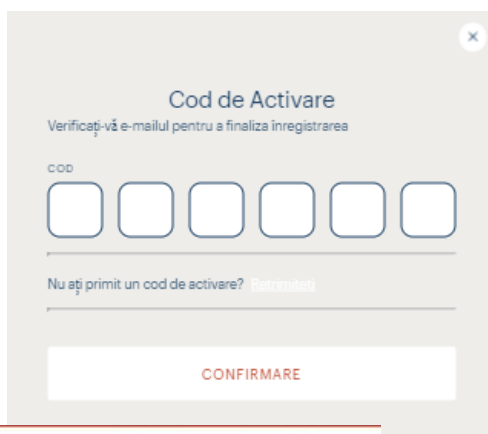 Cod de Activare
Verificați-vă e-mailul pentru a finaliza înregistrarea
COD
Nu ați primit un cod de activare? Retrimiteți
CONFIRMARE